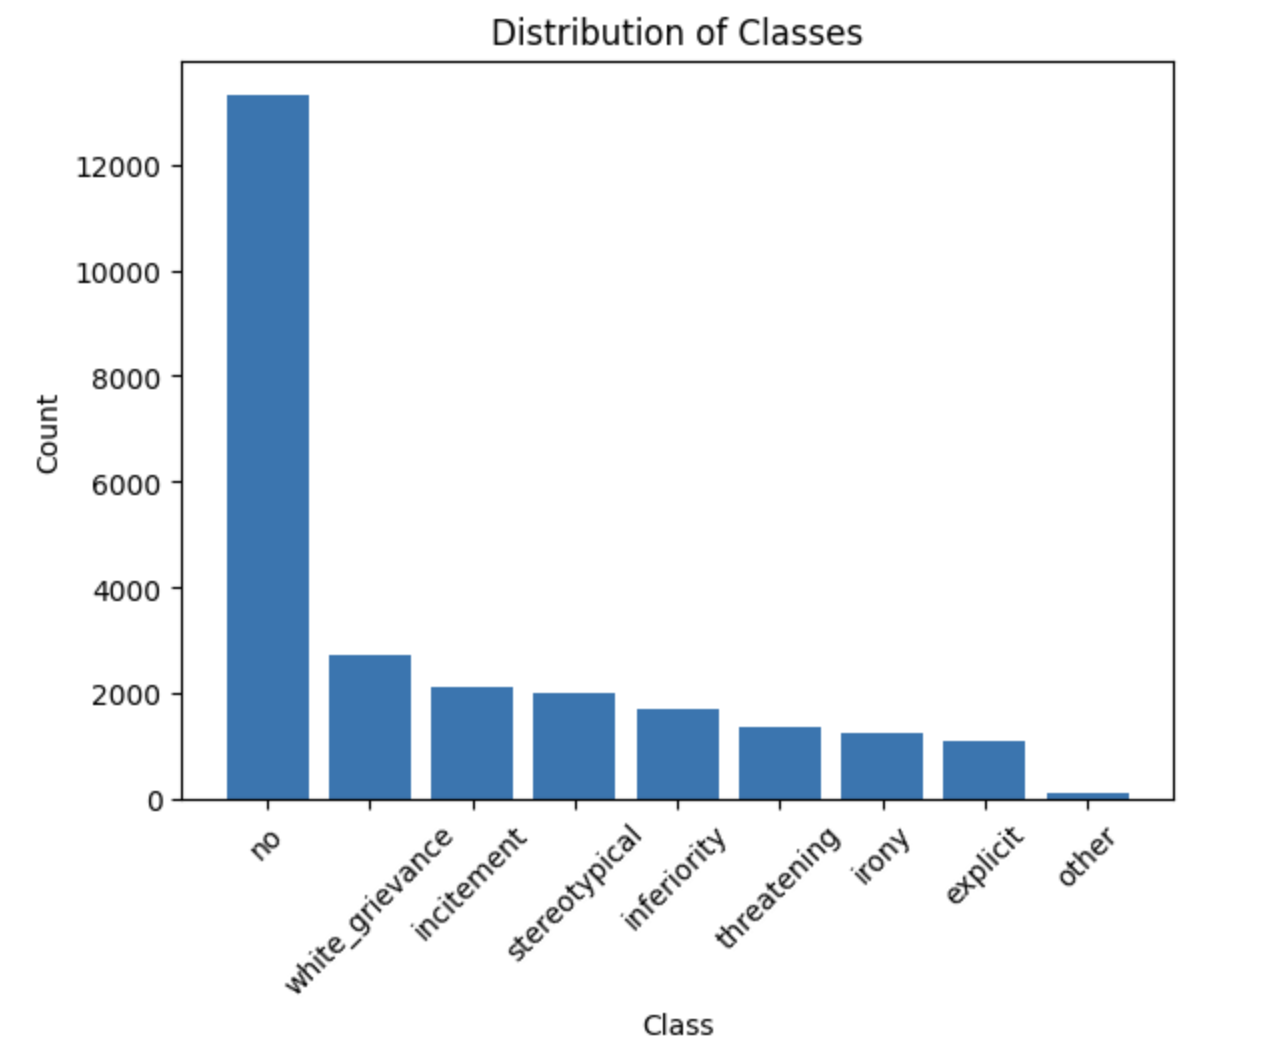 Distribution of Classes
Count
12000
10000
8000
6000
4000
2000
0
no
white_grievance
incitement
stereotypical
inferiority
threatening
irony
explicit
other
Class